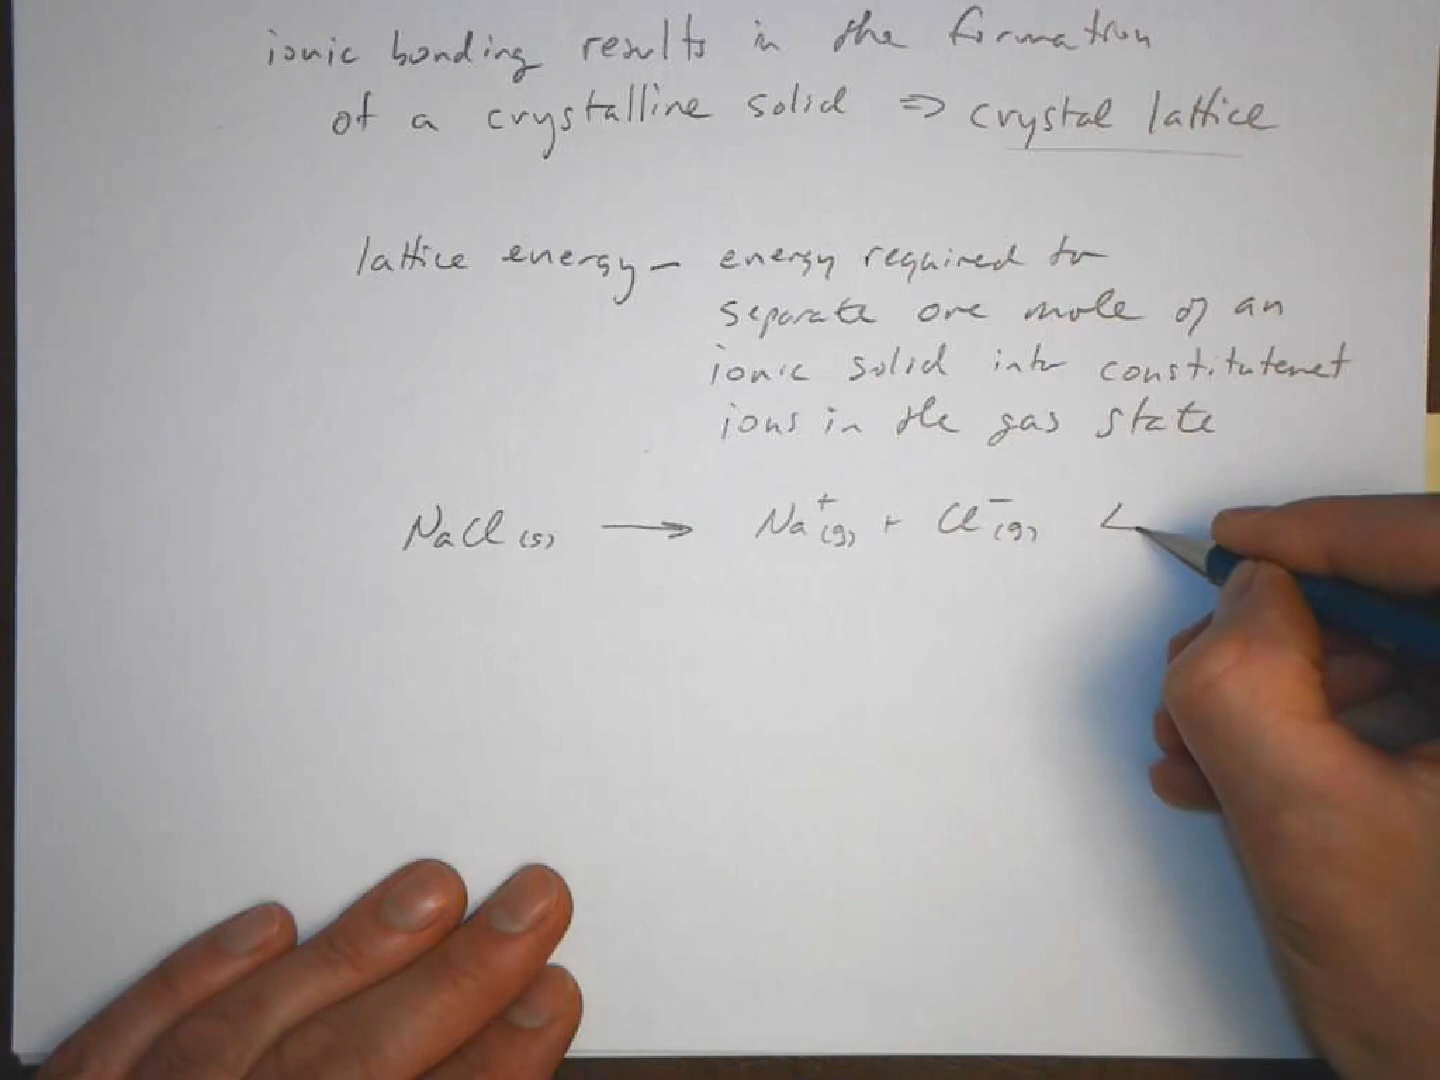 ionic bonding results in the formation
of a crystalline solid ⇒ crystal lattice
lattice energy – energy required to
separate one mole of an
ionic solid into constitutenet
ions in the gas state
NaCl (s) → Na⁺(g) + Cl⁻(g) L